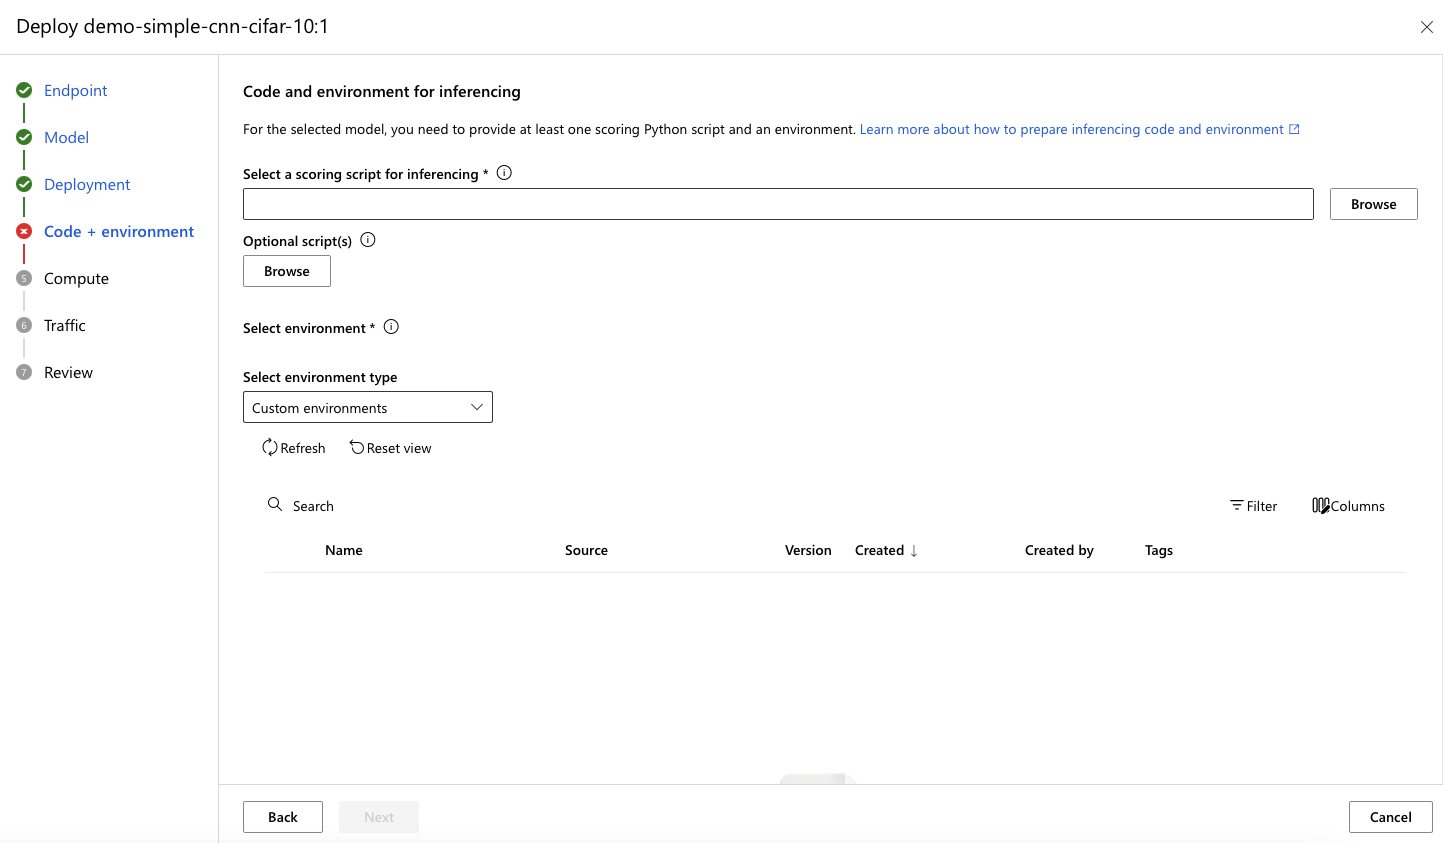 Deploy demo-simple-cnn-cifar-10:1
Endpoint
Model
Deployment
Code + environment
5 Compute
6 Traffic
7 Review
Code and environment for inferencing
For the selected model, you need to provide at least one scoring Python script and an environment. Learn more about how to prepare inferencing code and environment
Select a scoring script for inferencing *
Browse
Optional script(s)
Browse
Select environment *
Select environment type
Custom environments
Refresh Reset view
Search Filter Columns
Name Source Version Created ↓ Created by Tags
Back Next Cancel